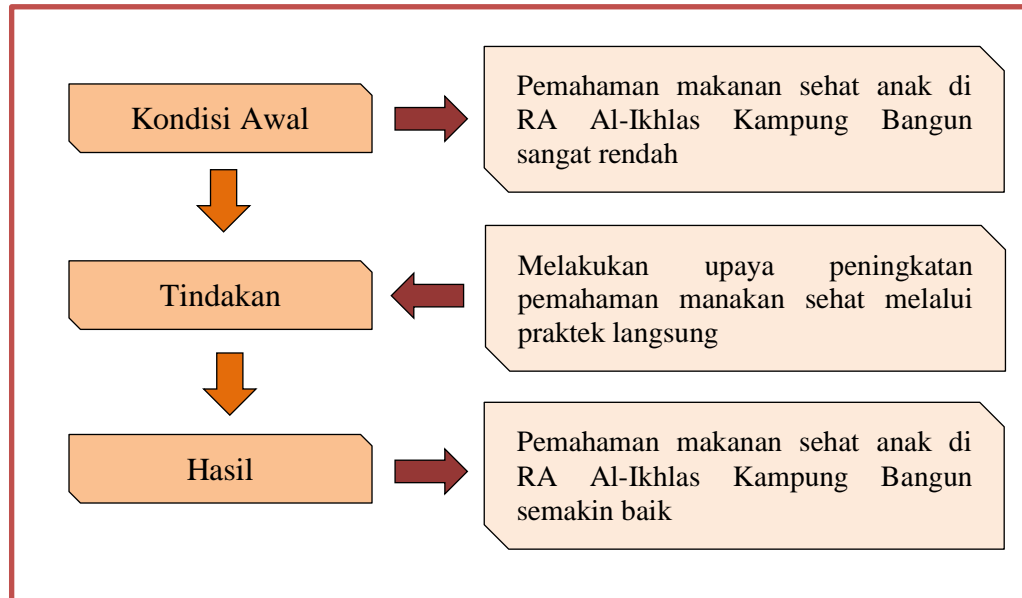 Kondisi Awal
Pemahaman makanan sehat anak di
RA Al-Ikhlas Kampung Bangun
sangat rendah
Tindakan
Melakukan upaya peningkatan
pemahaman manakan sehat melalui
praktek langsung
Hasil
Pemahaman makanan sehat anak di
RA Al-Ikhlas Kampung Bangun
semakin baik